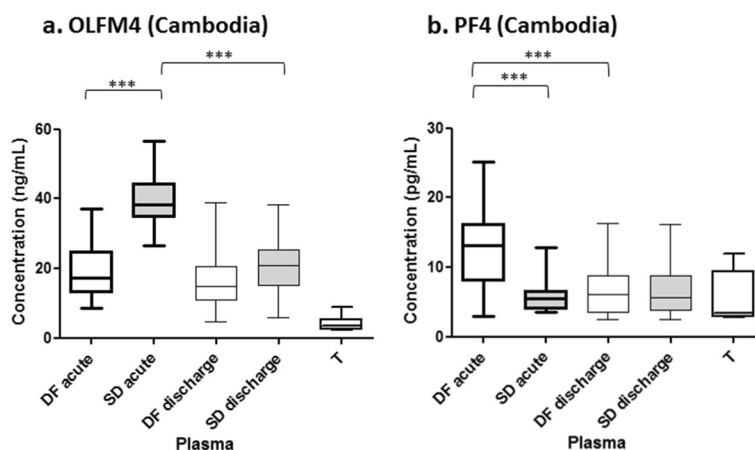 a. OLFM4 (Cambodia)
***
***
Concentration (ng/mL)
60
40
20
0
DF acute
SD acute
DF discharge
SD discharge
T
Plasma
b. PF4 (Cambodia)
***
***
Concentration (pg/mL)
30
20
10
0
DF acute
SD acute
DF discharge
SD discharge
T
Plasma